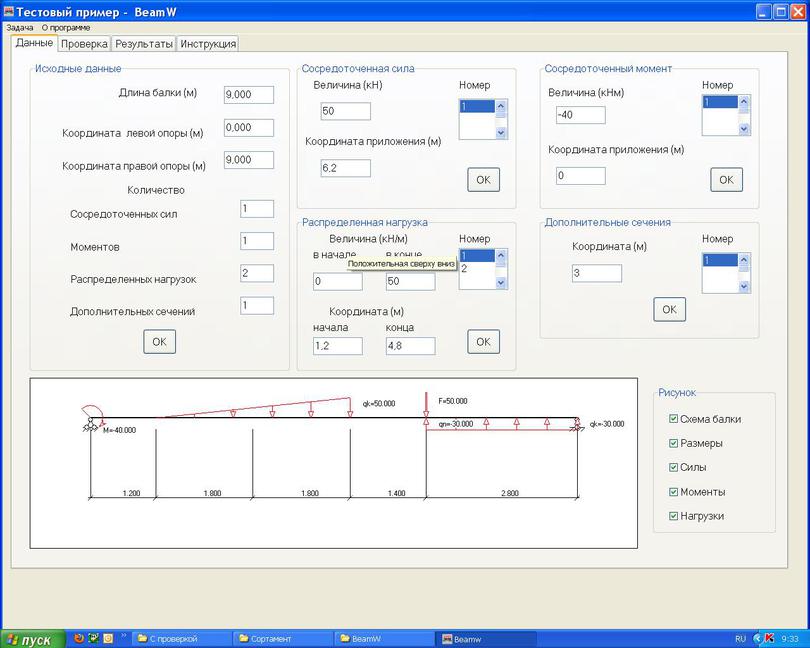 Тестовый пример - BeamW
Задача О программе
Данные Проверка Результаты Инструкция
Исходные данные
Длина балки (м) 9,000
Координата левой опоры (м) 0,000
Координата правой опоры (м) 9,000
Количество
Сосредоточенных сил 1
Моментов 1
Распределенных нагрузок 2
Дополнительных сечений 1
OK
Сосредоточенная сила
Величина (кН) Номер
50 1
Координата приложения (м)
6,2 OK
Сосредоточенный момент
Величина (кНм) Номер
-40 1
Координата приложения (м)
0 OK
Распределенная нагрузка
Величина (кН/м) Номер
в начале в конце 1
Положительная сверху вниз 2
0 50
Координата (м)
начала конца
1,2 4,8 OK
Дополнительные сечения
Координата (м) Номер
3 1
OK
qk=50.000 F=50.000
M=-40.000 qn=-30.000 qk=-30.000
1.200 1.800 1.800 1.400 2.800
Рисунок
Схема балки
Размеры
Силы
Моменты
Нагрузки
пуск С проверкой Сортамент BeamW Beamw RU 9:33